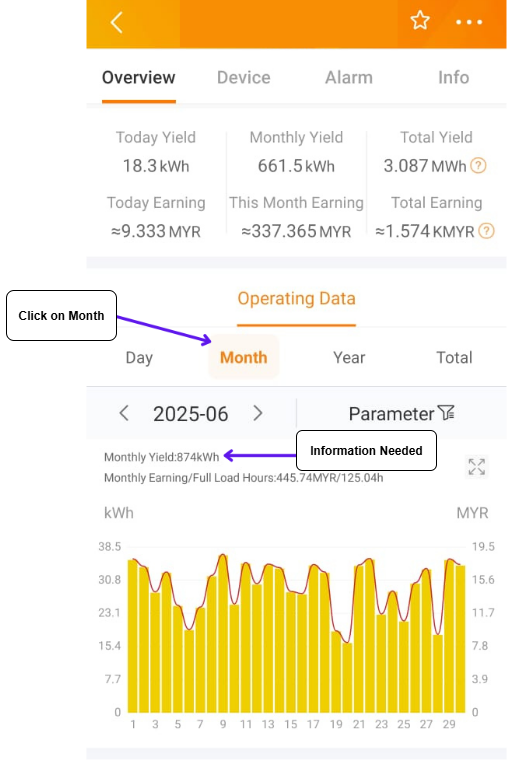 Overview Device Alarm Info
Today Yield Monthly Yield Total Yield
18.3 kWh 661.5 kWh 3.087 MWh ?
Today Earning This Month Earning Total Earning
≈9.333 MYR ≈337.365 MYR ≈1.574 KMYR ?
Operating Data
Click on Month
Day Month Year Total
2025-06 Parameter
Information Needed
Monthly Yield:874kWh
Monthly Earning/Full Load Hours:445.74MYR/125.04h
kWh MYR
38.5 19.5
30.8 15.6
23.1 11.7
15.4 7.8
7.7 3.9
0 0
1 3 5 7 9 11 13 15 17 19 21 23 25 27 29